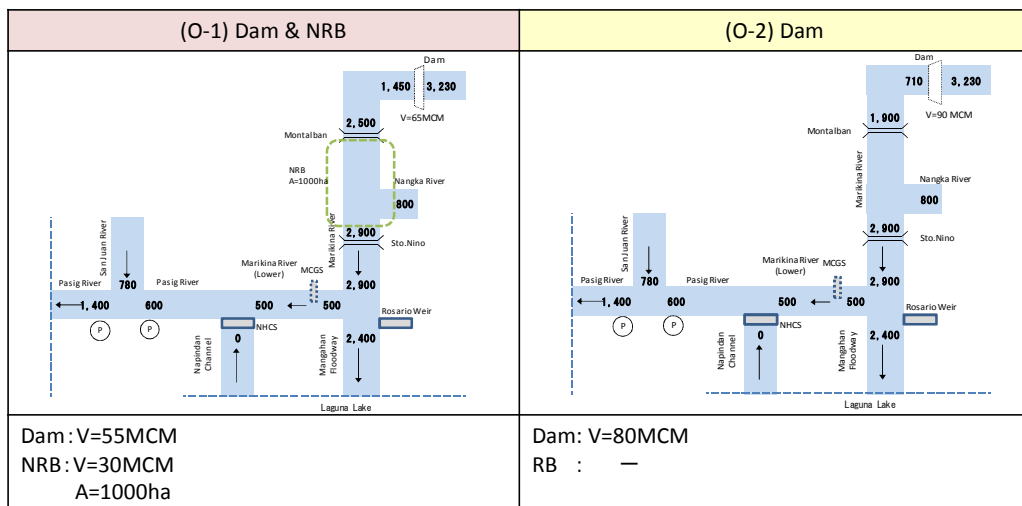 (O-1) Dam & NRB
Dam
1,450 3,230
V=65MCM
2,500
Montalban
NRB
A=1000ha
Nangka River
800
Marikina River
2,900
Sto.Nino
San Juan River
Marikina River
(Lower)
MCGS
2,900
Pasig River
780
Pasig River
1,400
600
500
500
Rosario Weir
P
P
NHCS
0
2,400
Napindan
Channel
Mangahan
Floodway
Laguna Lake
Dam:V=55MCM
NRB:V=30MCM
A=1000ha
(O-2) Dam
Dam
710 3,230
V=90 MCM
1,900
Montalban
Marikina River
Nangka River
800
2,900
Sto.Nino
San Juan River
Marikina River
(Lower)
MCGS
2,900
Pasig River
780
Pasig River
1,400
600
500
500
Rosario Weir
P
P
NHCS
0
2,400
Napindan
Channel
Mangahan
Floodway
Laguna Lake
Dam: V=80MCM
RB : —